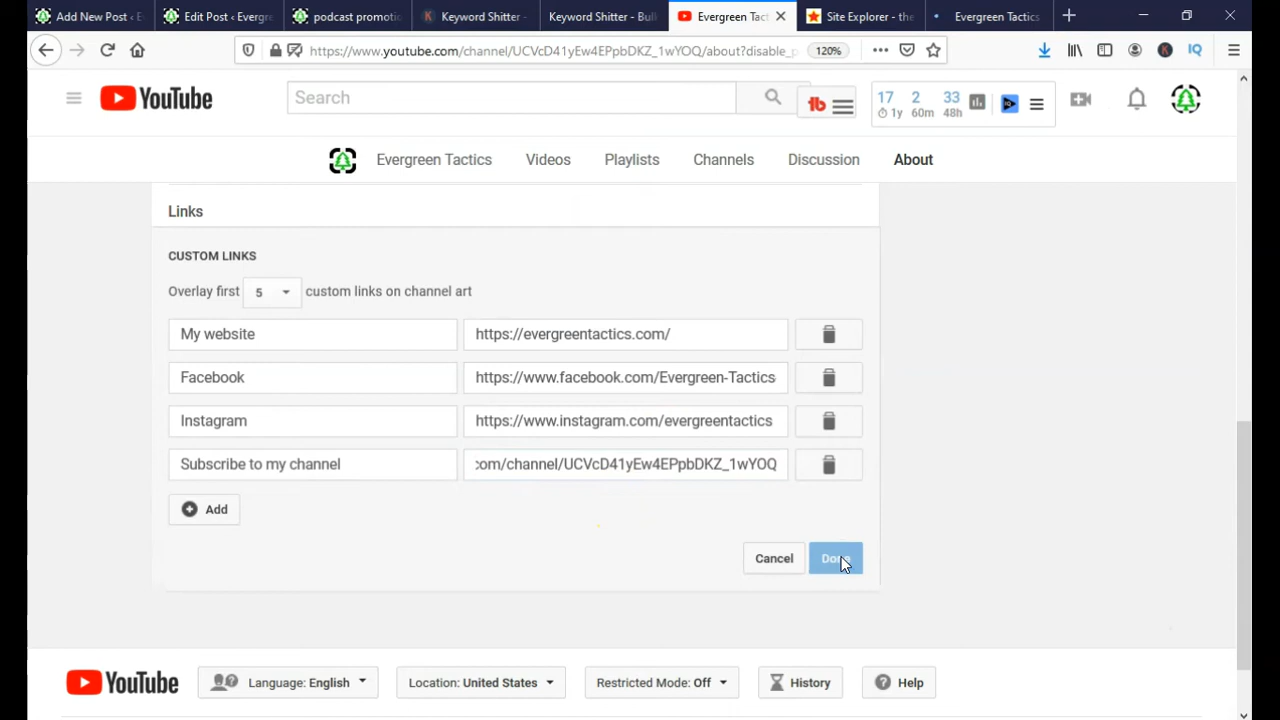 Add New Post ‹ E
Edit Post ‹ Evergre
podcast promotio
Keyword Shitter -
Keyword Shitter - Bul
Evergreen Tact
Site Explorer - the
Evergreen Tactics
https://www.youtube.com/channel/UCVcD41yEw4EPpbDKZ_1wYOQ/about?disable_p
120%
YouTube
Search
tb
17 2 33
1y 60m 48h
Evergreen Tactics Videos Playlists Channels Discussion About
Links
CUSTOM LINKS
Overlay first 5 custom links on channel art
My website https://evergreentactics.com/
Facebook https://www.facebook.com/Evergreen-Tactics
Instagram https://www.instagram.com/evergreentactics
Subscribe to my channel com/channel/UCVcD41yEw4EPpbDKZ_1wYOQ
Add
Cancel Done
YouTube Language: English Location: United States Restricted Mode: Off History Help